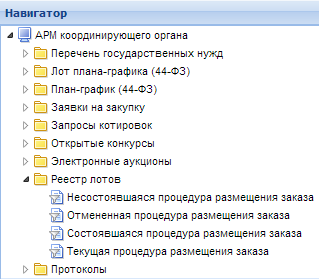 Навигатор
АРМ координирующего органа
Перечень государственных нужд
Лот плана-графика (44-ФЗ)
План-график (44-ФЗ)
Заявки на закупку
Запросы котировок
Открытые конкурсы
Электронные аукционы
Реестр лотов
Несостоявшаяся процедура размещения заказа
Отмененная процедура размещения заказа
Состоявшаяся процедура размещения заказа
Текущая процедура размещения заказа
Протоколы